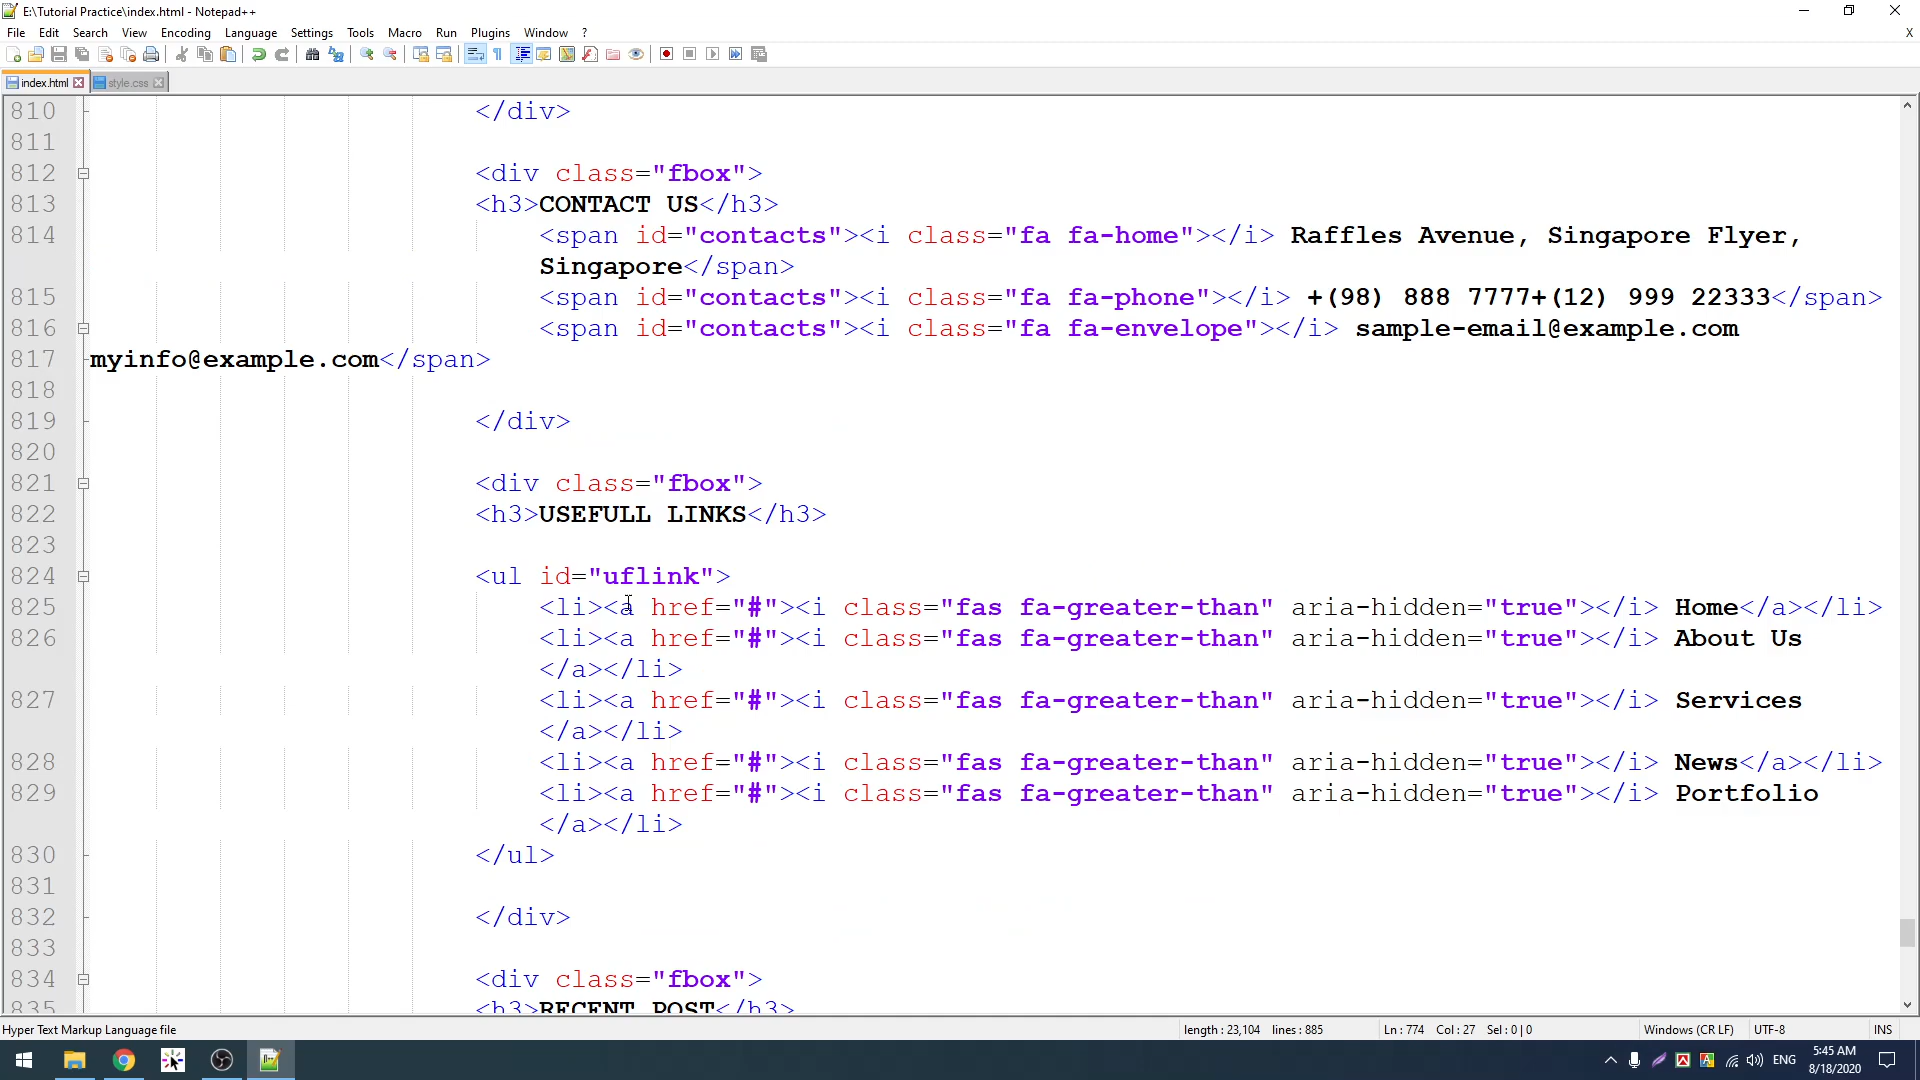 E:\Tutorial Practice\index.html - Notepad++
File Edit Search View Encoding Language Settings Tools Macro Run Plugins Window ? X
index.html style.css
810 </div>
811
812 <div class="fbox">
813 <h3>CONTACT US</h3>
814 <span id="contacts"><i class="fa fa-home"></i> Raffles Avenue, Singapore Flyer,
Singapore</span>
815 <span id="contacts"><i class="fa fa-phone"></i> +(98) 888 7777+(12) 999 22333</span>
816 <span id="contacts"><i class="fa fa-envelope"></i> sample-email@example.com
817 myinfo@example.com</span>
818
819 </div>
820
821 <div class="fbox">
822 <h3>USEFULL LINKS</h3>
823
824 <ul id="uflink">
825 <li><a href="#"><i class="fas fa-greater-than" aria-hidden="true"></i> Home</a></li>
826 <li><a href="#"><i class="fas fa-greater-than" aria-hidden="true"></i> About Us
</a></li>
827 <li><a href="#"><i class="fas fa-greater-than" aria-hidden="true"></i> Services
</a></li>
828 <li><a href="#"><i class="fas fa-greater-than" aria-hidden="true"></i> News</a></li>
829 <li><a href="#"><i class="fas fa-greater-than" aria-hidden="true"></i> Portfolio
</a></li>
830 </ul>
831
832 </div>
833
834 <div class="fbox">
835 <h3>RECENT POST</h3>
Hyper Text Markup Language file length : 23,104 lines : 885 Ln : 774 Col : 27 Sel : 0 | 0 Windows (CR LF) UTF-8 INS
ENG 5:45 AM
8/18/2020